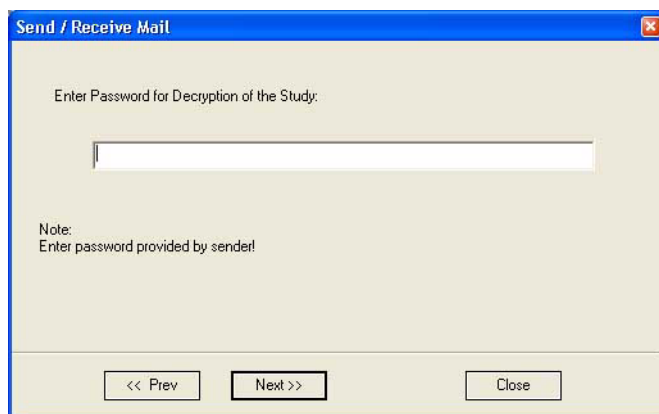 Send / Receive Mail
Enter Password for Decryption of the Study:
Note:
Enter password provided by sender!
<< Prev
Next >>
Close